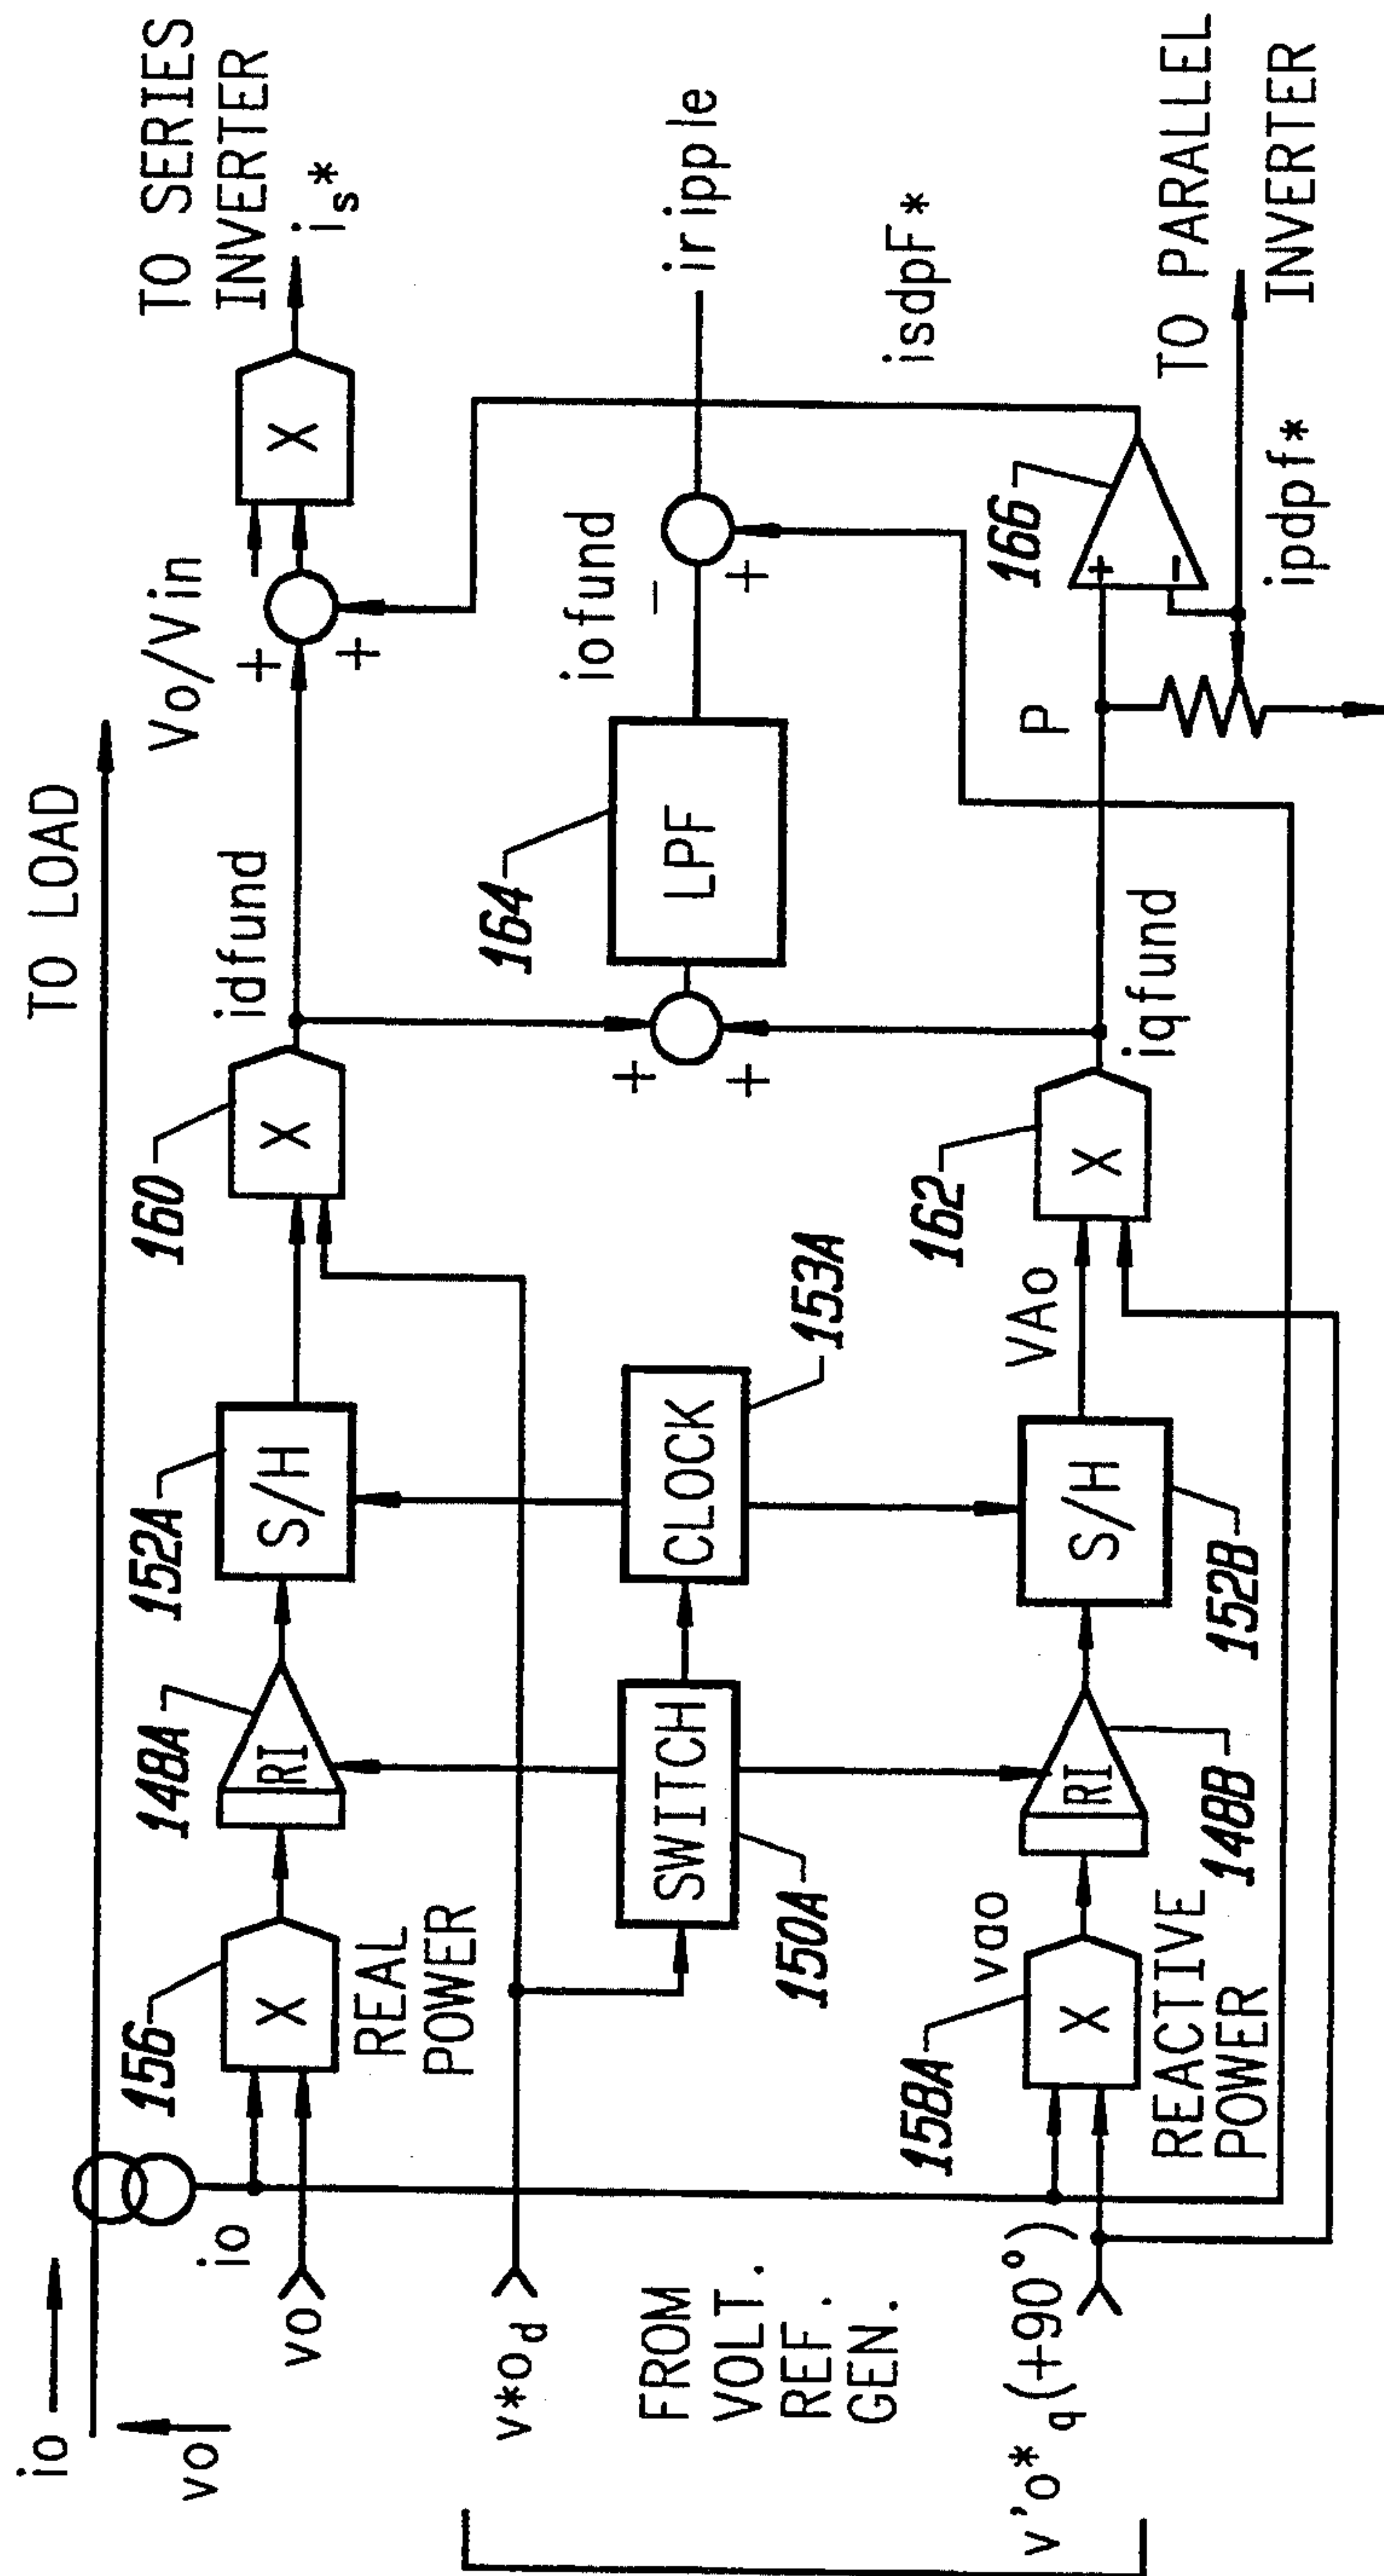 io
vo
TO LOAD
TO SERIES
INVERTER
is*
io
vo
156
X
REAL
POWER
148A
RI
152A
S/H
160
X
idfund
Vo/Vin
+
+
X
v*od
FROM
VOLT.
REF.
GEN.
SWITCH
150A
CLOCK
153A
+
+
164
LPF
iofund
-
+
iripple
isdpF*
v'o*q(+90°)
158A
X
vao
REACTIVE
POWER
RI
148B
S/H
152B
VAo
162
X
iqfund
P
166
+
-
TO PARALLEL
INVERTER
ipdpf*